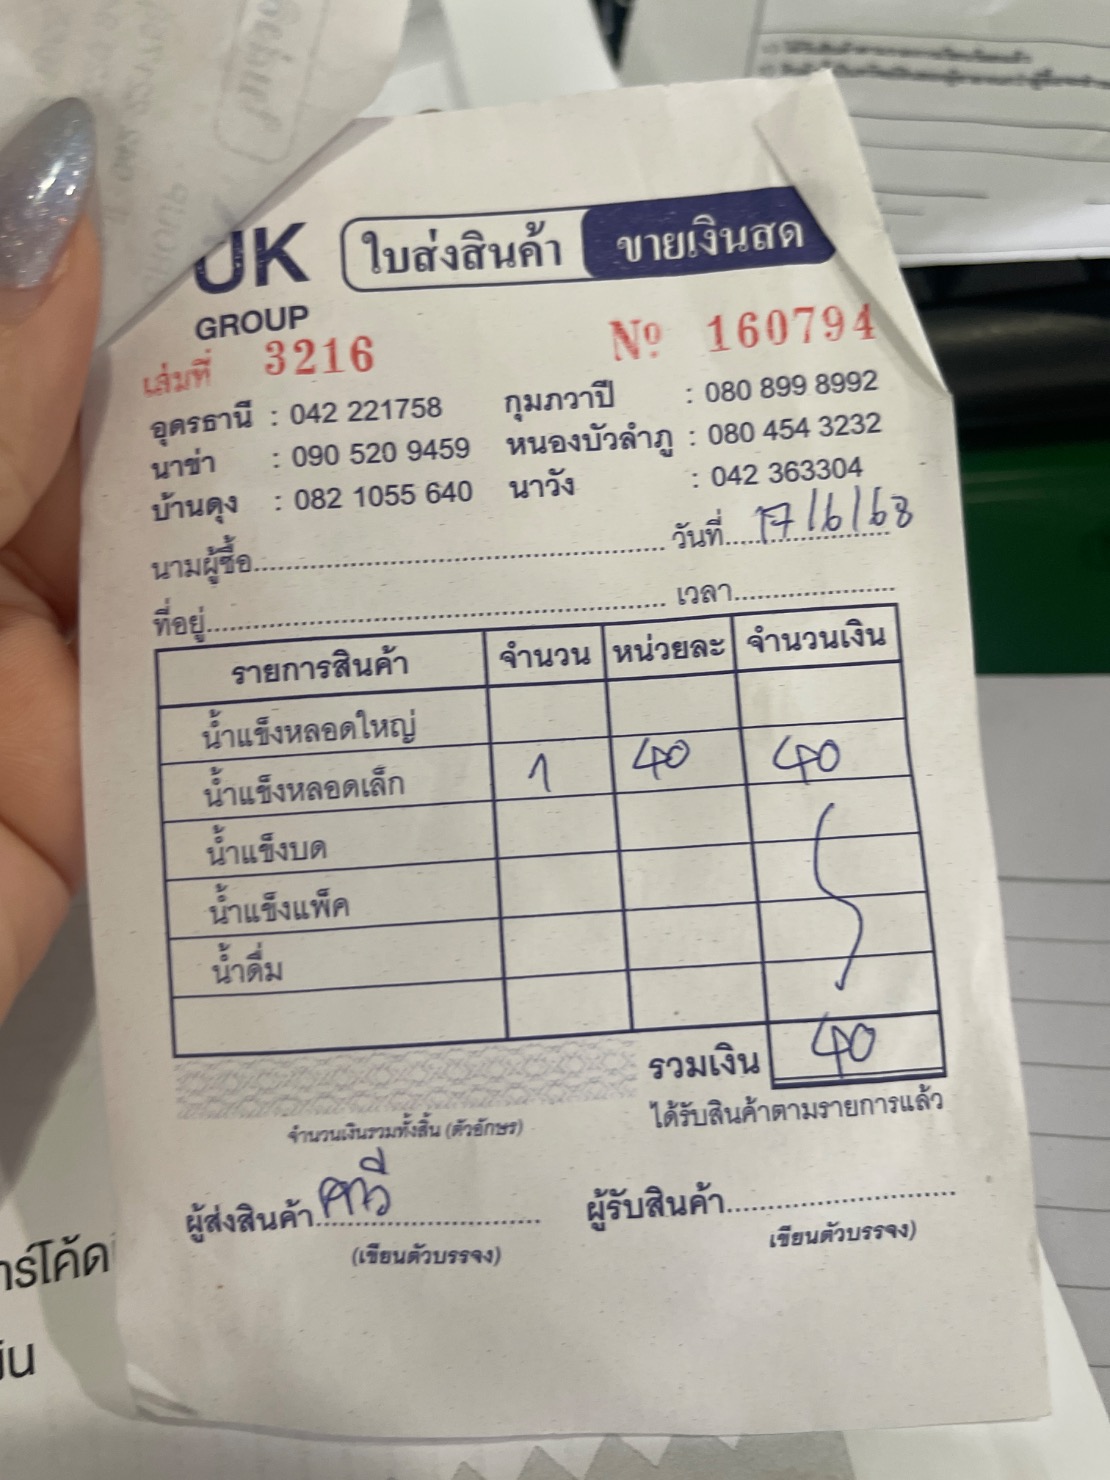 UK
GROUP
ใบส่งสินค้า ขายเงินสด
เล่มที่ 3216 Nº 160794
อุดรธานี : 042 221758 กุมภวาปี : 080 899 8992
นาข่า : 090 520 9459 หนองบัวลำภู : 080 454 3232
บ้านดุง : 082 1055 640 นาวัง : 042 363304
นามผู้ซื้อ วันที่ 17/6/68
ที่อยู่ เวลา
รายการสินค้า จำนวน หน่วยละ จำนวนเงิน
น้ำแข็งหลอดใหญ่
น้ำแข็งหลอดเล็ก 1 40 40
น้ำแข็งบด
น้ำแข็งแพ็ค
น้ำดื่ม
รวมเงิน 40
ได้รับสินค้าตามรายการแล้ว
จำนวนเงินรวมทั้งสิ้น (ตัวอักษร)
ผู้ส่งสินค้า ผู้รับสินค้า
(เขียนตัวบรรจง) เขียนตัวบรรจง)